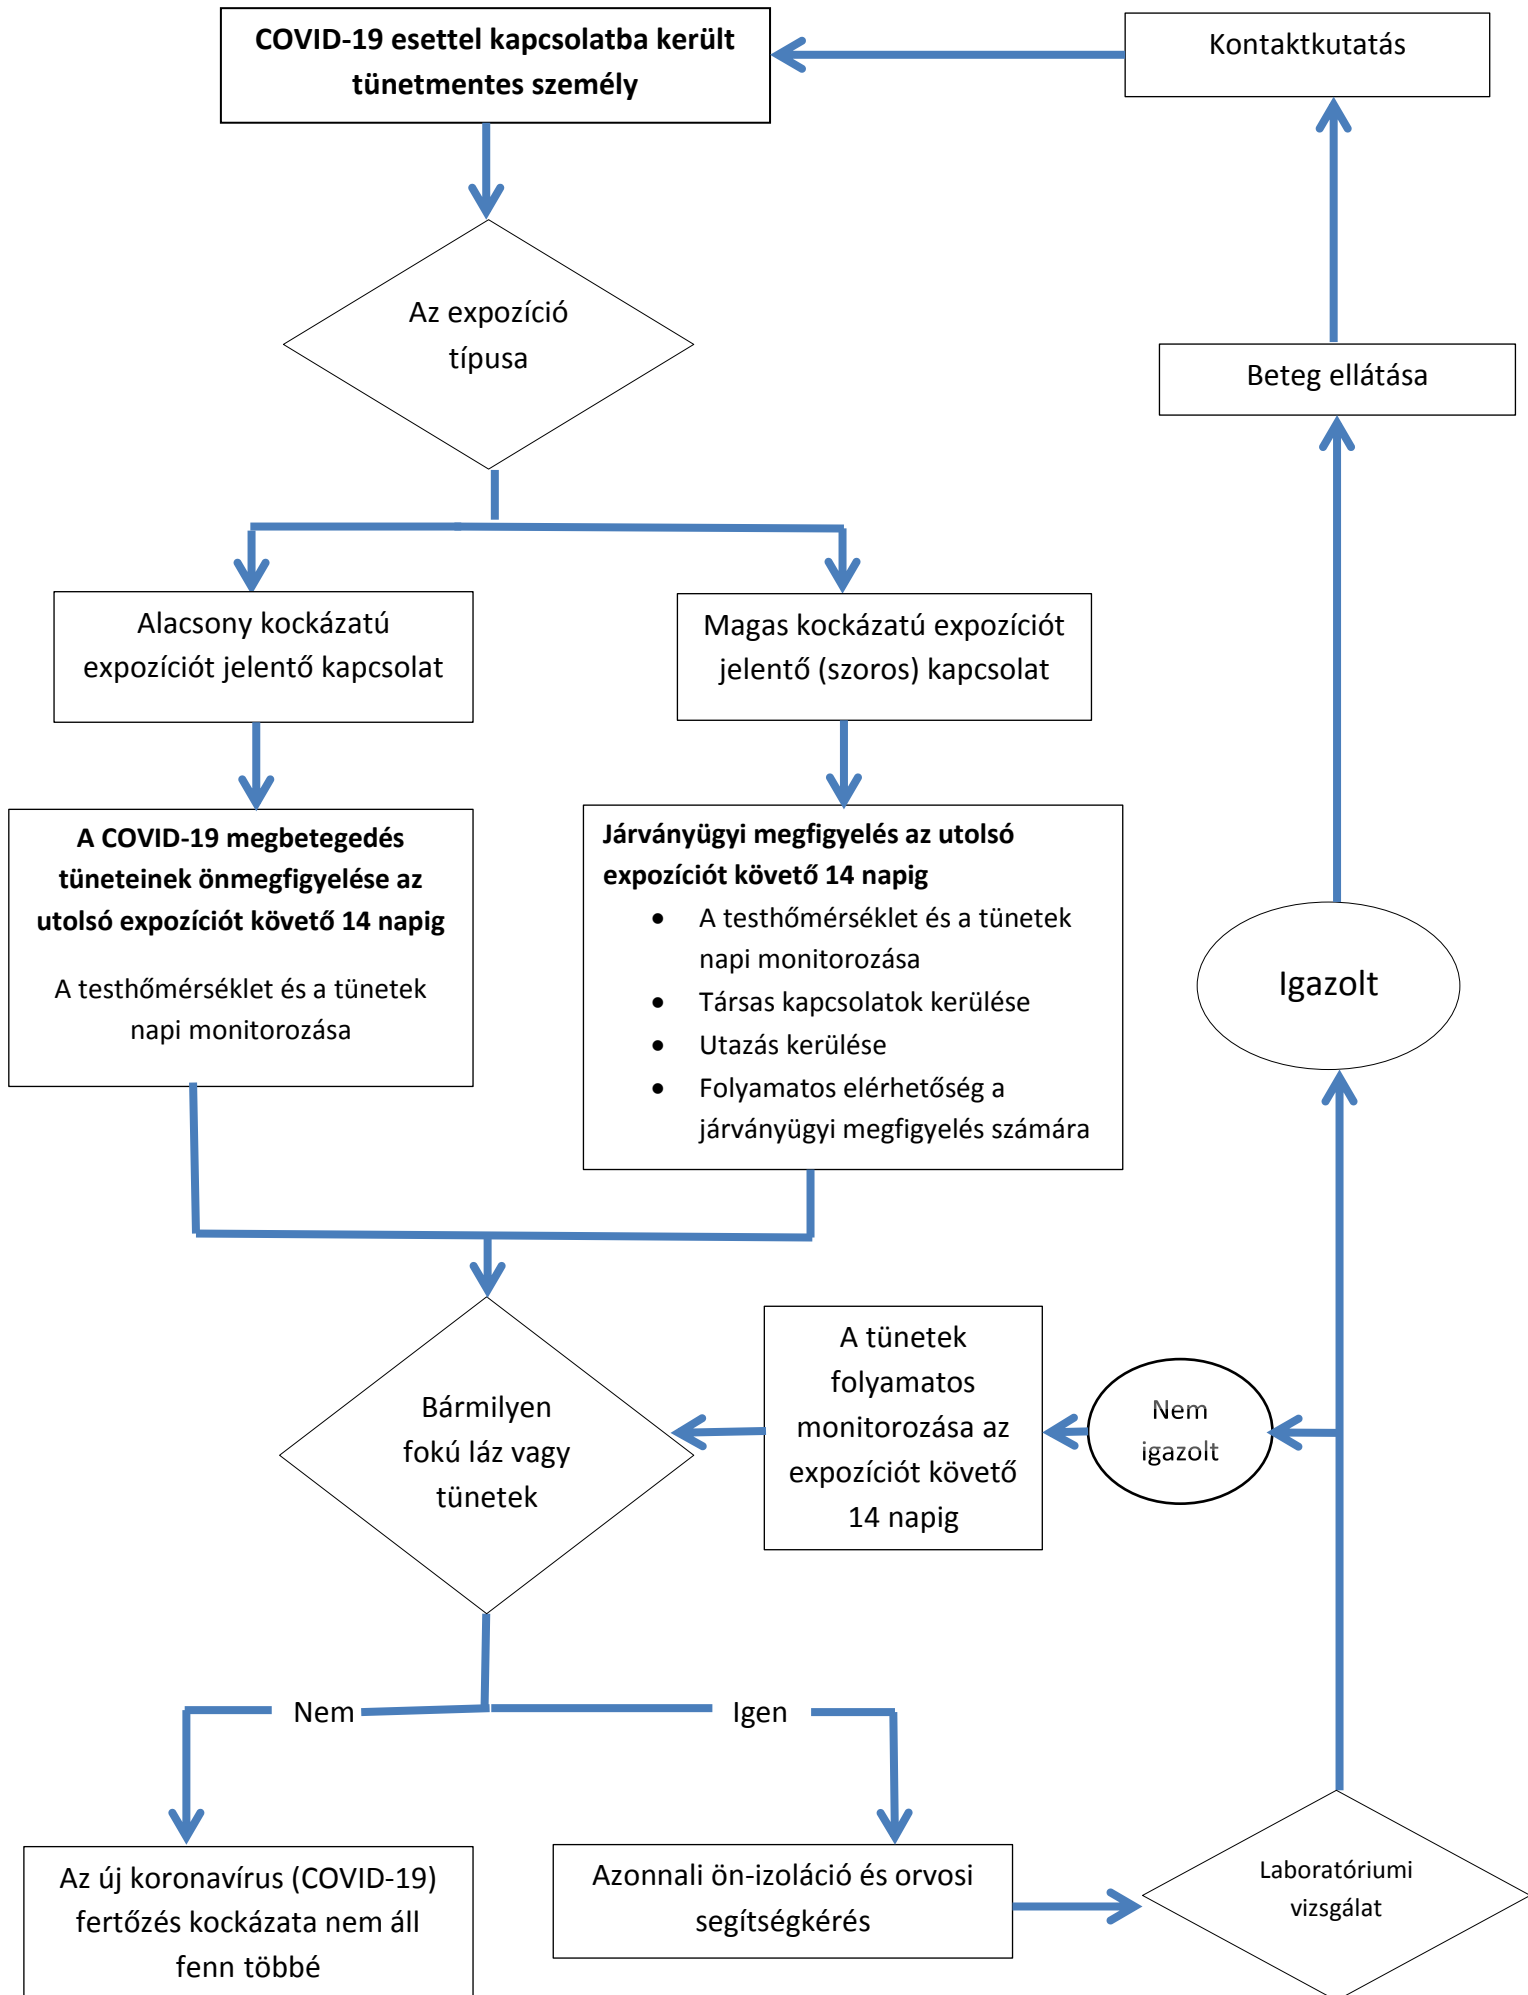 COVID-19 esettel kapcsolatba került
tünetmentes személy
Kontaktkutatás
Az expozíció
típusa
Beteg ellátása
Alacsony kockázatú
expozíciót jelentő kapcsolat
Magas kockázatú expozíciót
jelentő (szoros) kapcsolat
A COVID-19 megbetegedés
tüneteinek önmegfigyelése az
utolsó expozíciót követő 14 napig
A testhőmérséklet és a tünetek
napi monitorozása
Járványügyi megfigyelés az utolsó
expozíciót követő 14 napig
• A testhőmérséklet és a tünetek
napi monitorozása
• Társas kapcsolatok kerülése
• Utazás kerülése
• Folyamatos elérhetőség a
járványügyi megfigyelés számára
Igazolt
Bármilyen
fokú láz vagy
tünetek
A tünetek
folyamatos
monitorozása az
expozíciót követő
14 napig
Nem
igazolt
Nem
Igen
Az új koronavírus (COVID-19)
fertőzés kockázata nem áll
fenn többé
Azonnali ön-izoláció és orvosi
segítségkérés
Laboratóriumi
vizsgálat